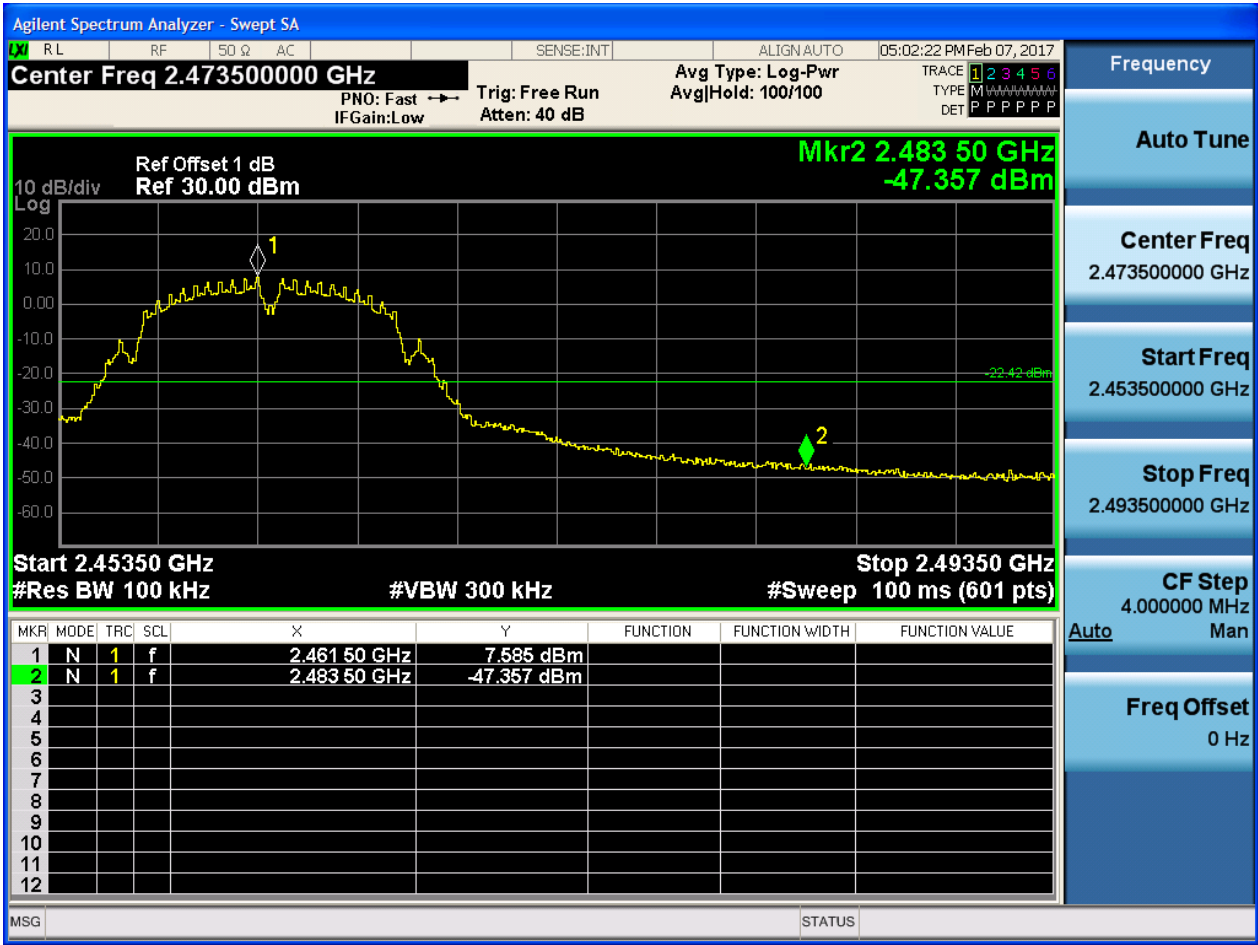 Agilent Spectrum Analyzer - Swept SA
LXI RL RF 50 Ω AC SENSE:INT ALIGN AUTO 05:02:22 PM Feb 07, 2017
Center Freq 2.473500000 GHz
PNO: Fast
IFGain:Low
Trig: Free Run
Atten: 40 dB
Avg Type: Log-Pwr
Avg|Hold: 100/100
TRACE 1 2 3 4 5 6
TYPE M WWWWW
DET P P P P P P
Ref Offset 1 dB
10 dB/div Ref 30.00 dBm
Log
Mkr2 2.483 50 GHz
-47.357 dBm
20.0
10.0
0.00
-10.0
-20.0
-30.0
-40.0
-50.0
-60.0
1
-22.42 dBm
2
Start 2.45350 GHz Stop 2.49350 GHz
#Res BW 100 kHz #VBW 300 kHz #Sweep 100 ms (601 pts)
MKR MODE TRC SCL X Y FUNCTION FUNCTION WIDTH FUNCTION VALUE
1 N 1 f 2.461 50 GHz 7.585 dBm
2 N 1 f 2.483 50 GHz -47.357 dBm
3
4
5
6
7
8
9
10
11
12
MSG STATUS
Frequency
Auto Tune
Center Freq
2.473500000 GHz
Start Freq
2.453500000 GHz
Stop Freq
2.493500000 GHz
CF Step
4.000000 MHz
Auto Man
Freq Offset
0 Hz